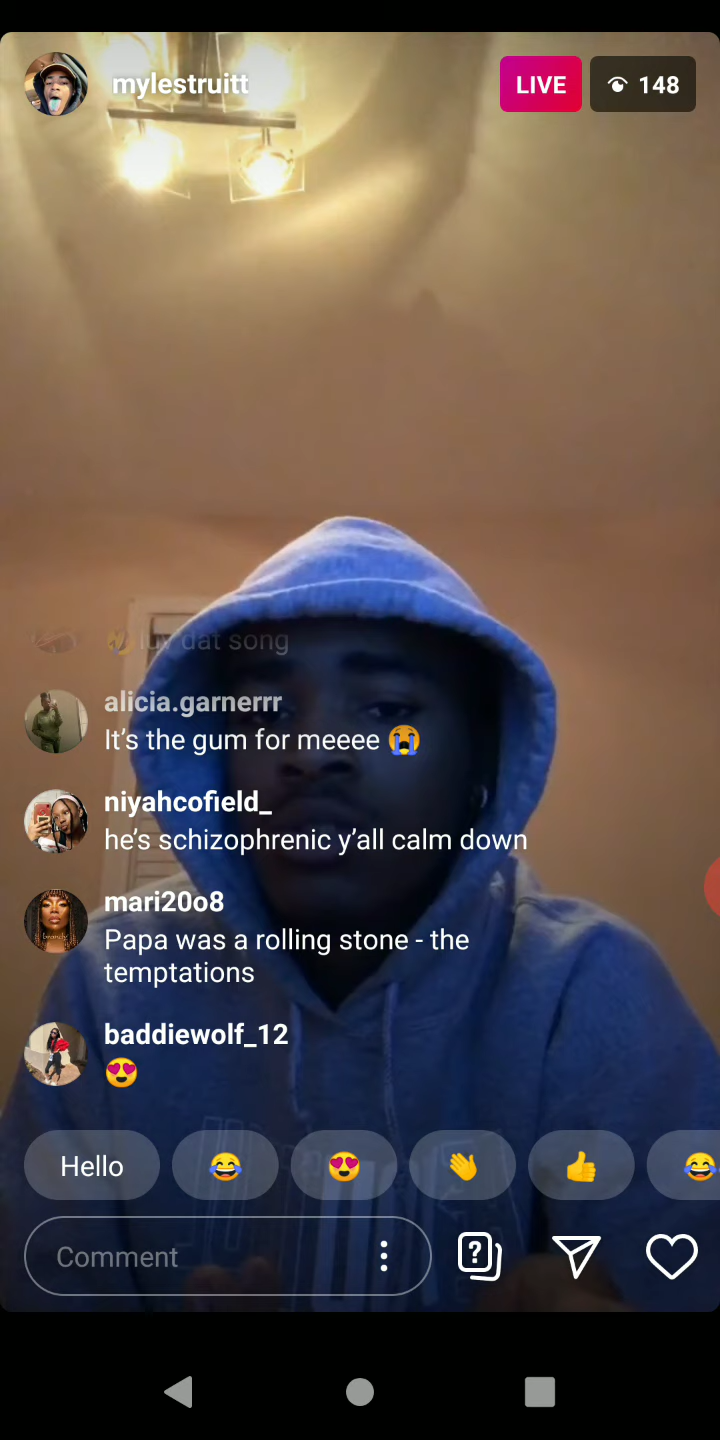 mylestruitt
LIVE
148
🤣 luv dat song
alicia.garnerrr
It’s the gum for meeee 😭
niyahcofield_
he’s schizophrenic y’all calm down
mari20o8
Papa was a rolling stone - the
temptations
baddiewolf_12
😍
Hello 😂 😍 👋 👍 😂
Comment